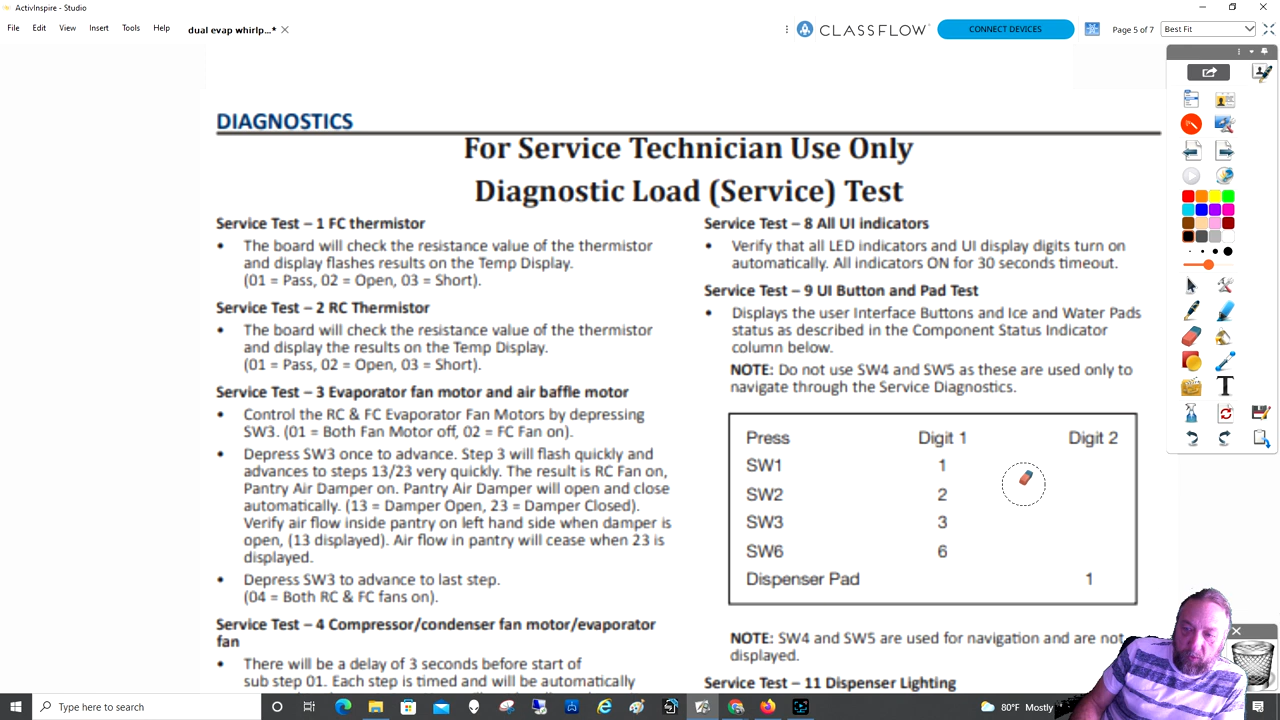 ActivInspire - Studio
File Edit View Insert Tools Help dual evap whirlp...*
CLASSFLOW CONNECT DEVICES Page 5 of 7 Best Fit
DIAGNOSTICS
For Service Technician Use Only
Diagnostic Load (Service) Test
Service Test – 1 FC thermistor
• The board will check the resistance value of the thermistor
and display flashes results on the Temp Display.
(01 = Pass, 02 = Open, 03 = Short).
Service Test – 2 RC Thermistor
• The board will check the resistance value of the thermistor
and display the results on the Temp Display.
(01 = Pass, 02 = Open, 03 = Short).
Service Test – 3 Evaporator fan motor and air baffle motor
• Control the RC & FC Evaporator Fan Motors by depressing
SW3. (01 = Both Fan Motor off, 02 = FC Fan on).
• Depress SW3 once to advance. Step 3 will flash quickly and
advances to steps 13/23 very quickly. The result is RC Fan on,
Pantry Air Damper on. Pantry Air Damper will open and close
automatically. (13 = Damper Open, 23 = Damper Closed).
Verify air flow inside pantry on left hand side when damper is
open, (13 displayed). Air flow in pantry will cease when 23 is
displayed.
• Depress SW3 to advance to last step.
(04 = Both RC & FC fans on).
Service Test – 4 Compressor/condenser fan motor/evaporator
fan
• There will be a delay of 3 seconds before start of
sub step 01. Each step is timed and will be automatically
Service Test – 8 All UI indicators
• Verify that all LED indicators and UI display digits turn on
automatically. All indicators ON for 30 seconds timeout.
Service Test – 9 UI Button and Pad Test
• Displays the user Interface Buttons and Ice and Water Pads
status as described in the Component Status Indicator
column below.
NOTE: Do not use SW4 and SW5 as these are used only to
navigate through the Service Diagnostics.
Press Digit 1 Digit 2
SW1 1
SW2 2
SW3 3
SW6 6
Dispenser Pad 1
NOTE: SW4 and SW5 are used for navigation and are not
displayed.
Service Test – 11 Dispenser Lighting
Type here to search
80°F Mostly